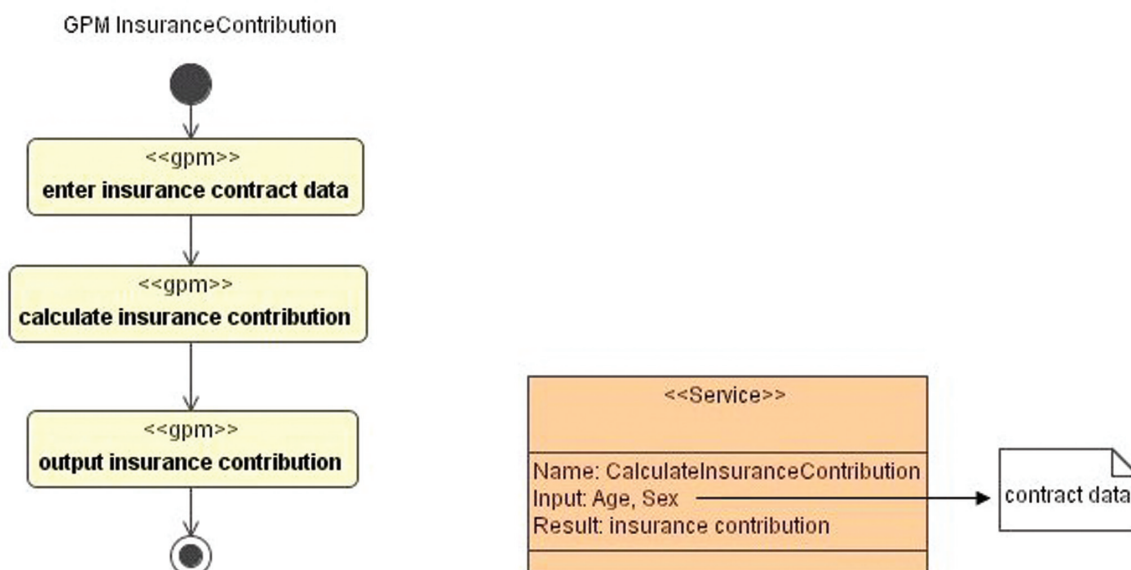 GPM InsuranceContribution
<<gpm>>
enter insurance contract data
<<gpm>>
calculate insurance contribution
<<gpm>>
output insurance contribution
<<Service>>
Name: CalculateInsuranceContribution
Input: Age, Sex
Result: insurance contribution
contract data